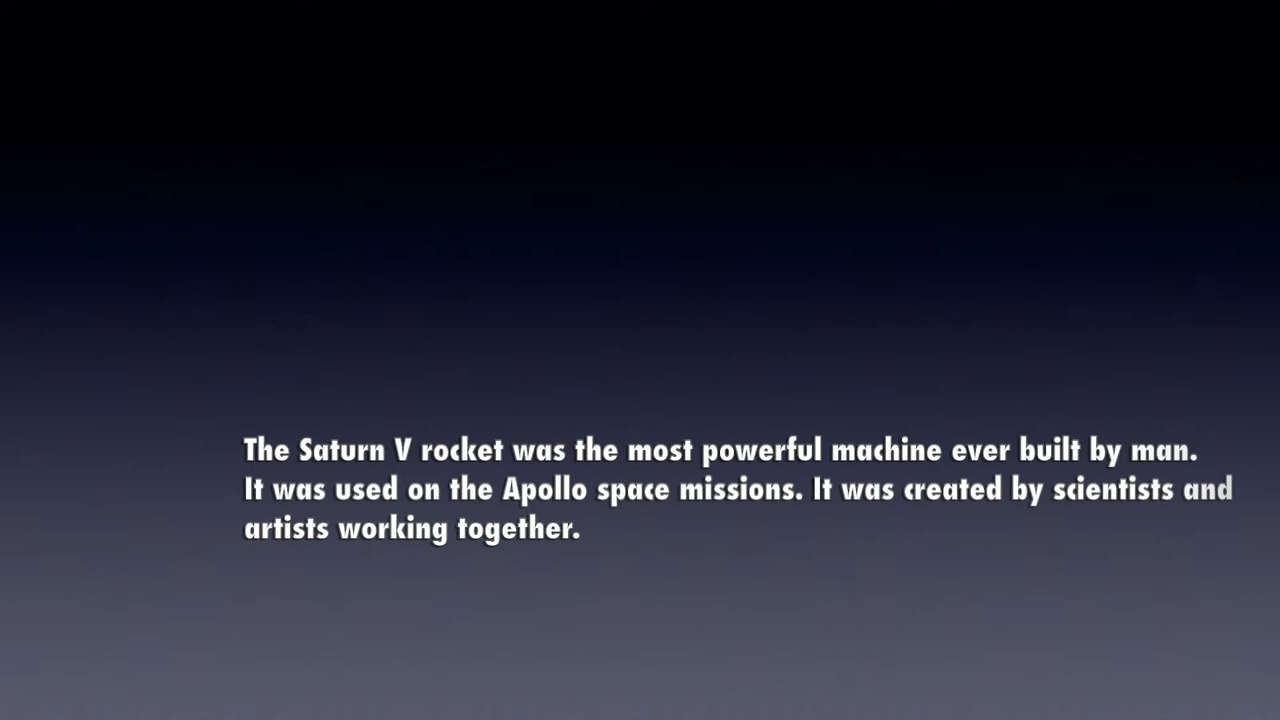 The Saturn V rocket was the most powerful machine ever built by man.
It was used on the Apollo space missions. It was created by scientists and
artists working together.